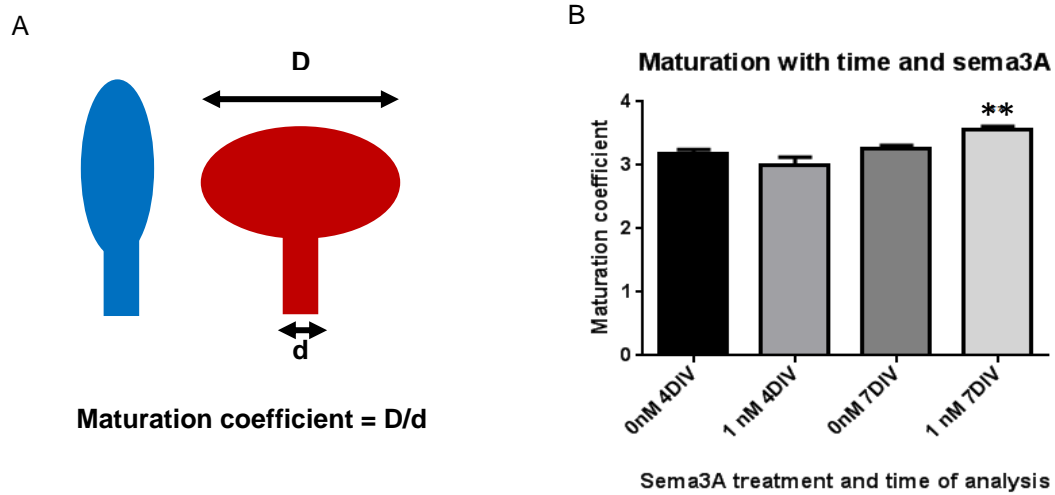 A
D
d
Maturation coefficient = D/d
B
Maturation with time and sema3A
Maturation coefficient
4
3
2
1
0
**
0nM 4DIV
1 nM 4DIV
0nM 7DIV
1 nM 7DIV
Sema3A treatment and time of analysis